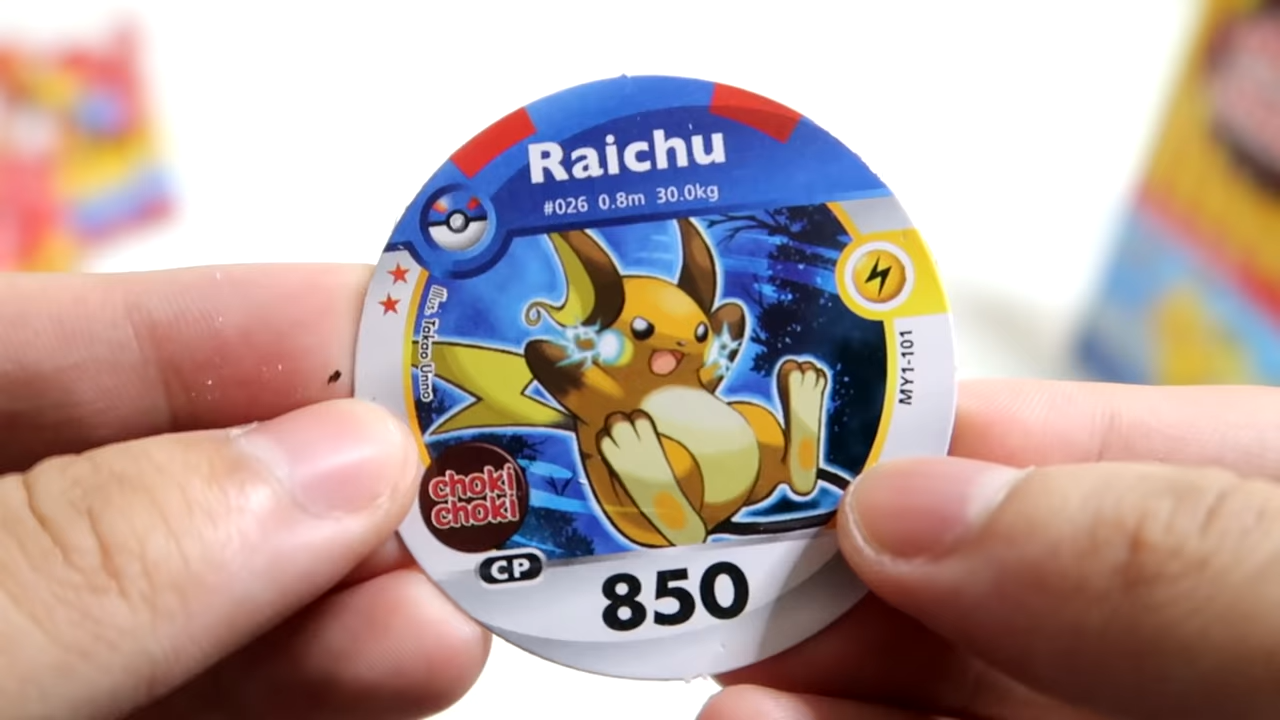 Raichu
#026 0.8m 30.0kg
Illus. Takao Unno
MY1-101
choki
choki
CP
850